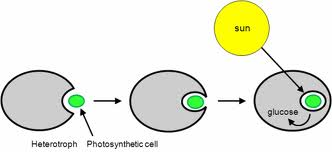 sun
glucose
Heterotroph
Photosynthetic cell